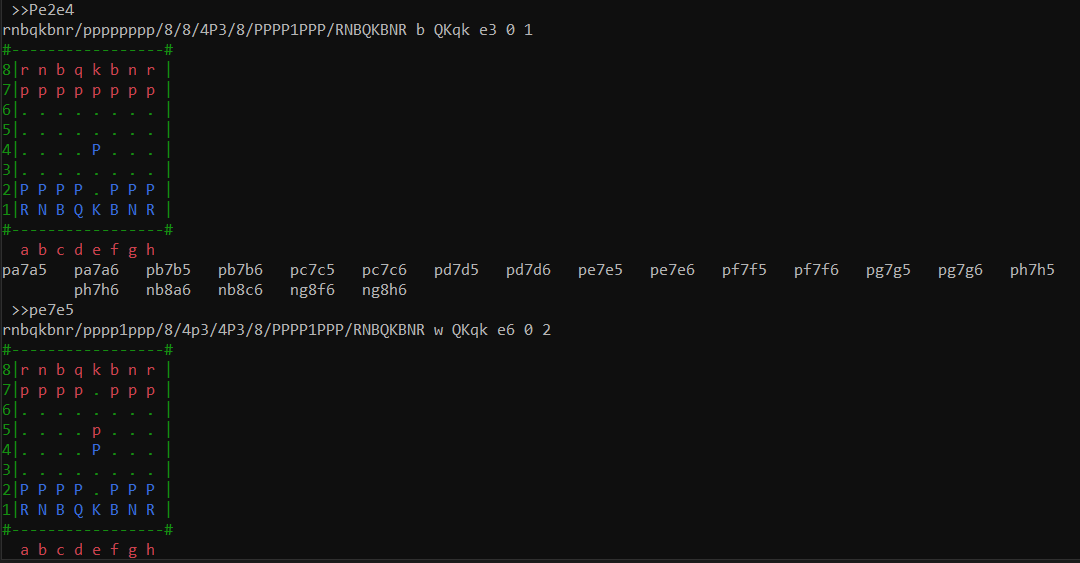 >>Pe2e4
rnbqkbnr/pppppppp/8/8/4P3/8/PPPP1PPP/RNBQKBNR b QKqk e3 0 1
#-----------------#
8|r n b q k b n r |
7|p p p p p p p p |
6|. . . . . . . . |
5|. . . . . . . . |
4|. . . . P . . . |
3|. . . . . . . . |
2|P P P P . P P P |
1|R N B Q K B N R |
#-----------------#
a b c d e f g h
pa7a5 pa7a6 pb7b5 pb7b6 pc7c5 pc7c6 pd7d5 pd7d6 pe7e5 pe7e6 pf7f5 pf7f6 pg7g5 pg7g6 ph7h5
ph7h6 nb8a6 nb8c6 ng8f6 ng8h6
>>pe7e5
rnbqkbnr/pppp1ppp/8/4p3/4P3/8/PPPP1PPP/RNBQKBNR w QKqk e6 0 2
#-----------------#
8|r n b q k b n r |
7|p p p p . p p p |
6|. . . . . . . . |
5|. . . . p . . . |
4|. . . . P . . . |
3|. . . . . . . . |
2|P P P P . P P P |
1|R N B Q K B N R |
#-----------------#
a b c d e f g h